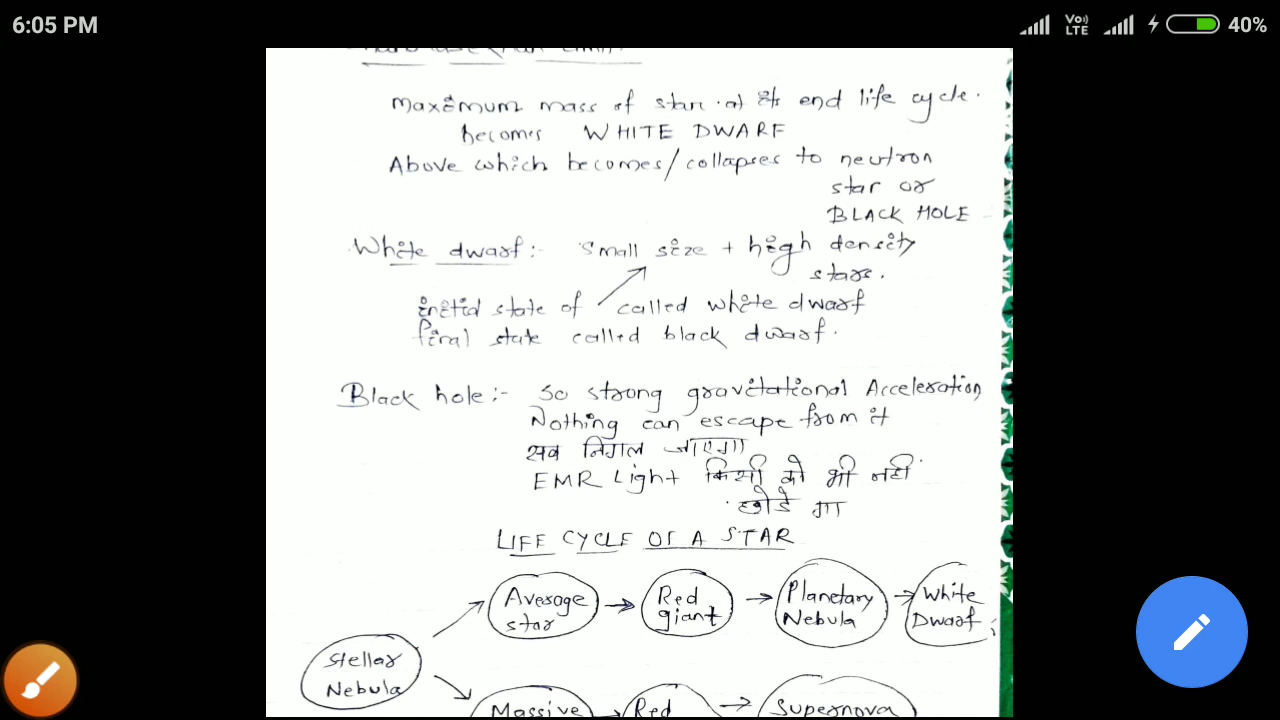 6:05 PM
Vo)) LTE
40%
Maximum mass of star at its end life cycle.
becomes WHITE DWARF
Above which becomes/collapses to neutron
star or
BLACK HOLE
White dwarf:- Small size + high density
stars.
initial state of called white dwarf
final state called black dwarf.
Black hole:- So strong gravitational Acceleration
Nothing can escape from it
सब निगल जाएगा
EMR Light किसी को भी नहीं
छोडे गा
LIFE CYCLE OF A STAR
Average star
Red giant
Planetary Nebula
White Dwarf
Stellar Nebula
Massive
Red
Supernova